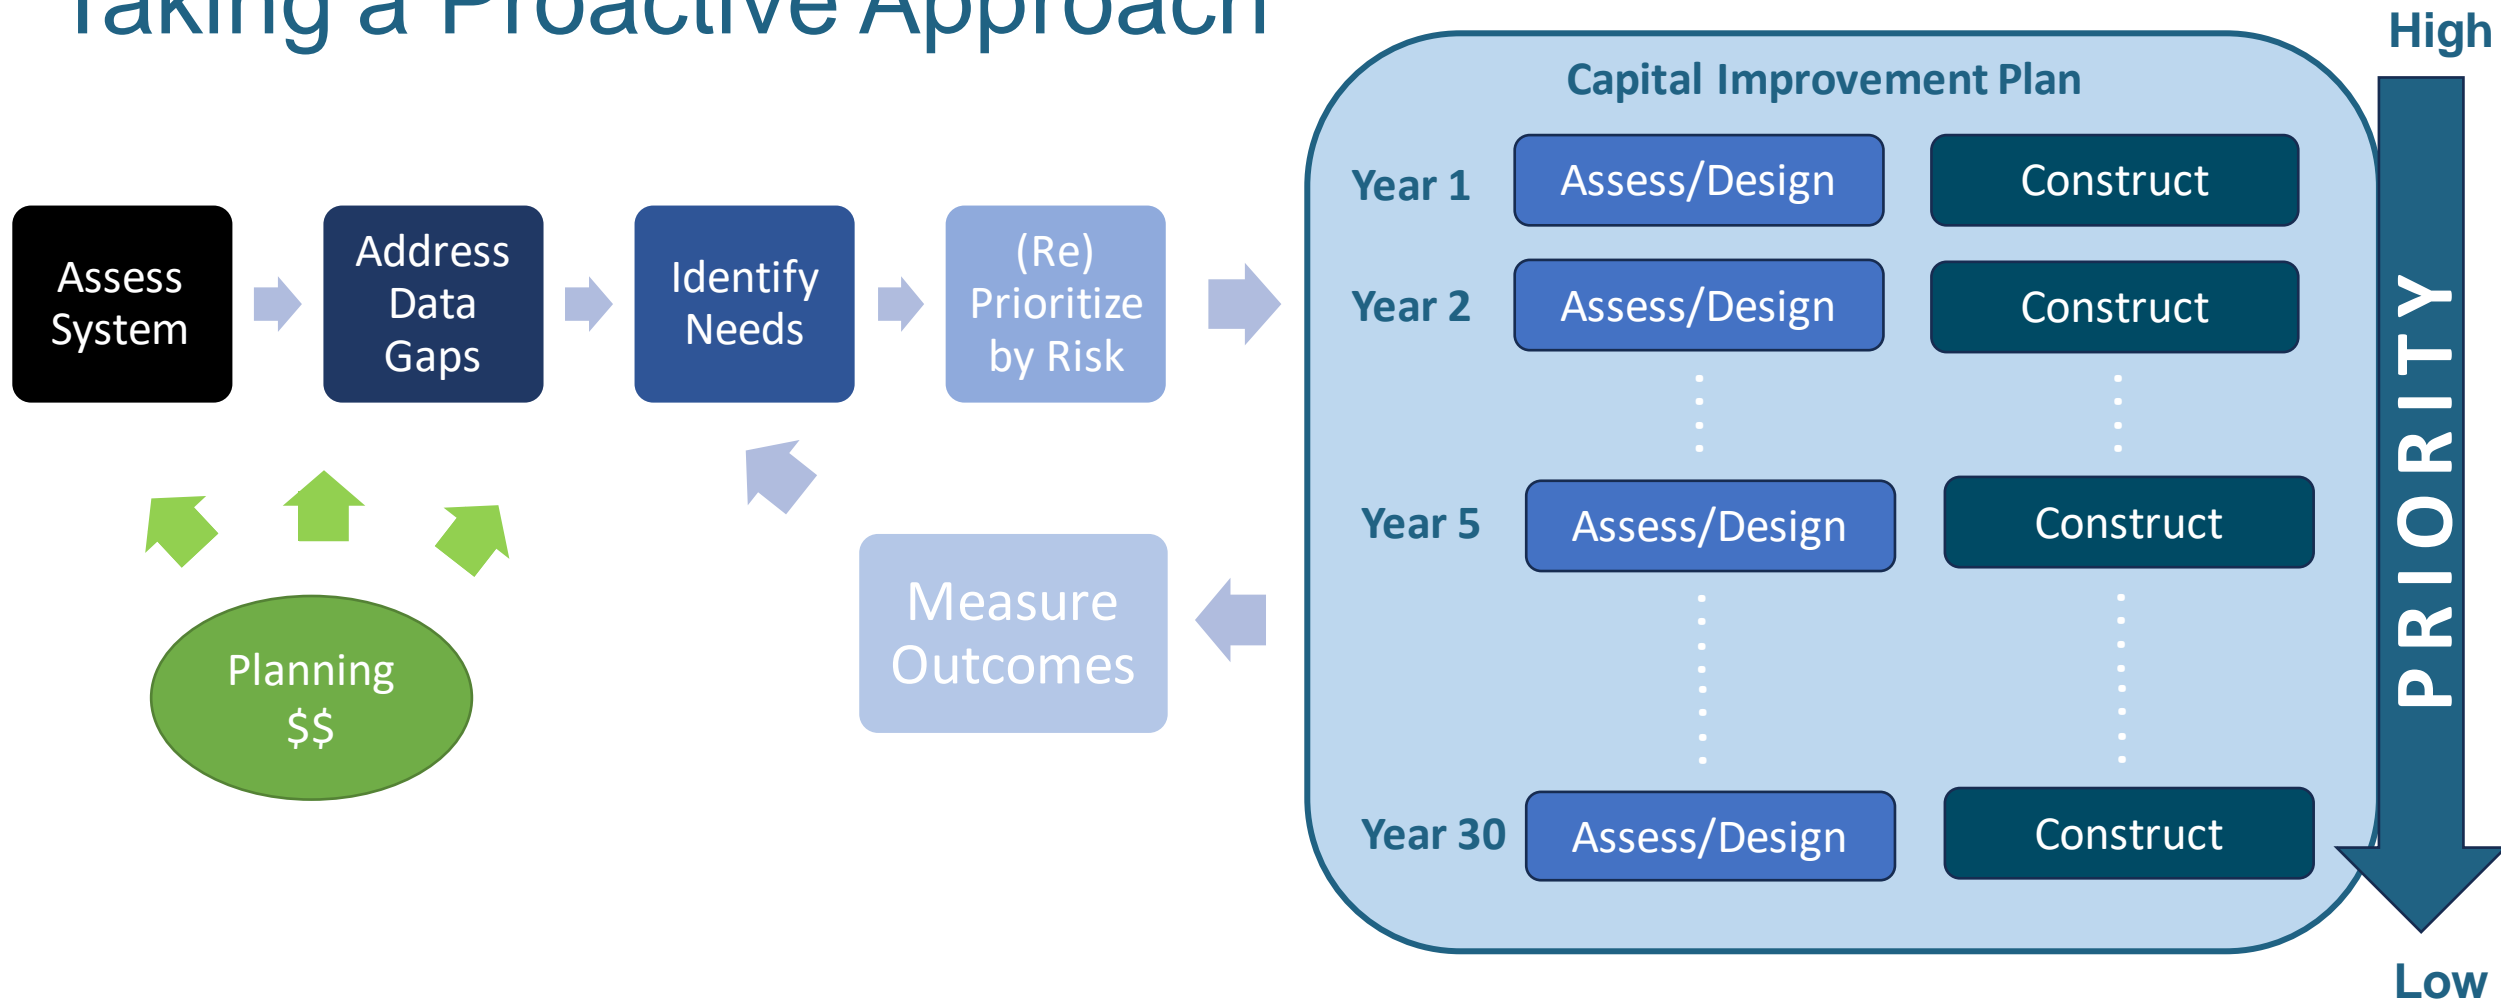 Taking a Proactive Approach
High
Capital Improvement Plan
Year 1
Assess/Design
Construct
Assess
System
Address
Data
Gaps
Identify
Needs
(Re)
Prioritize
by Risk
Year 2
Assess/Design
Construct
PRIORITY
Year 5
Assess/Design
Construct
Measure
Outcomes
Planning
$$
Year 30
Assess/Design
Construct
Low